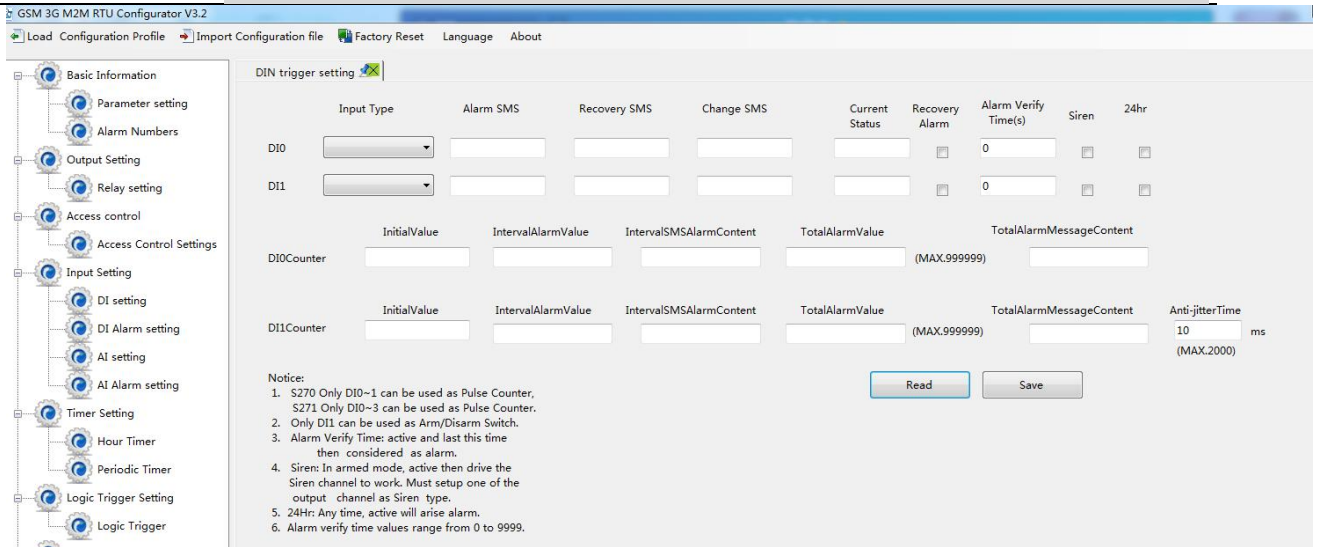 GSM 3G M2M RTU Configurator V3.2
Load Configuration Profile Import Configuration file Factory Reset Language About
Basic Information
Parameter setting
Alarm Numbers
Output Setting
Relay setting
Access control
Access Control Settings
Input Setting
DI setting
DI Alarm setting
AI setting
AI Alarm setting
Timer Setting
Hour Timer
Periodic Timer
Logic Trigger Setting
Logic Trigger
DIN trigger setting
Input Type Alarm SMS Recovery SMS Change SMS Current Status Recovery Alarm Alarm Verify Time(s) Siren 24hr
DI0 0
DI1 0
InitialValue IntervalAlarmValue IntervalSMSAlarmContent TotalAlarmValue TotalAlarmMessageContent
DI0Counter (MAX.999999)
InitialValue IntervalAlarmValue IntervalSMSAlarmContent TotalAlarmValue TotalAlarmMessageContent Anti-jitterTime
DI1Counter (MAX.999999) 10 ms
(MAX.2000)
Read Save
Notice:
1. S270 Only DI0~1 can be used as Pulse Counter,
S271 Only DI0~3 can be used as Pulse Counter.
2. Only DI1 can be used as Arm/Disarm Switch.
3. Alarm Verify Time: active and last this time
then considered as alarm.
4. Siren: In armed mode, active then drive the
Siren channel to work. Must setup one of the
output channel as Siren type.
5. 24Hr: Any time, active will arise alarm.
6. Alarm verify time values range from 0 to 9999.